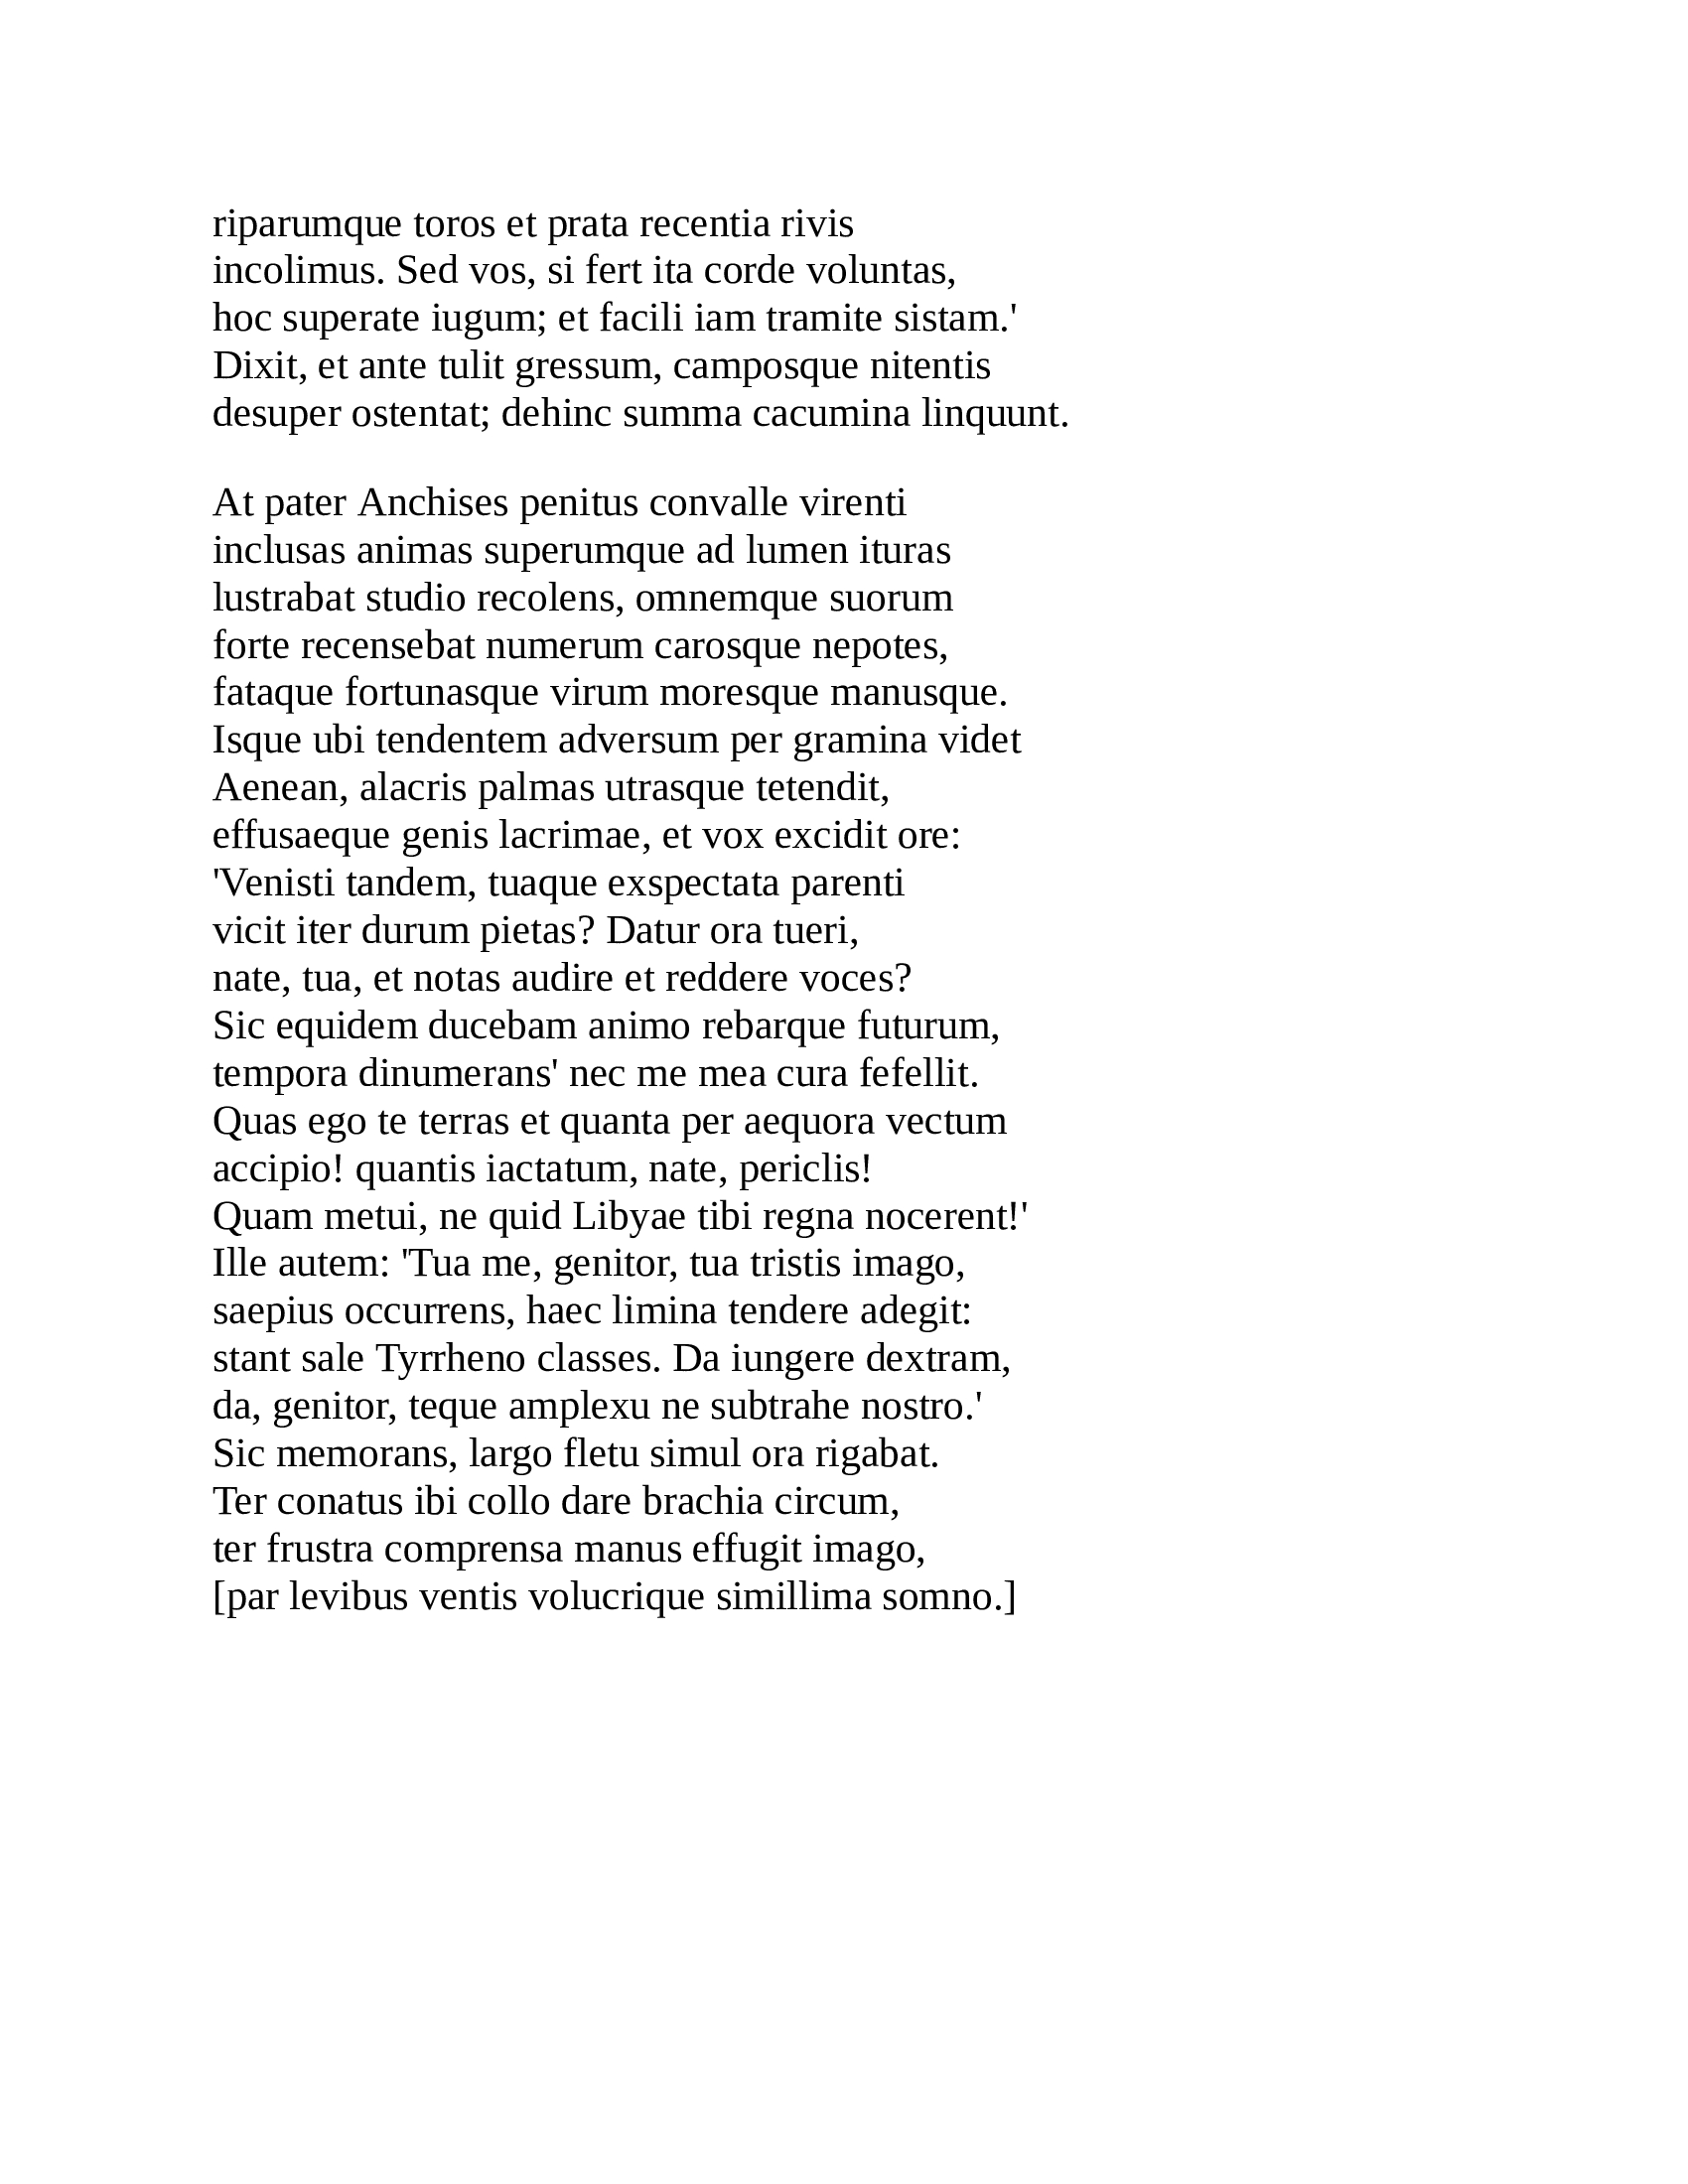 riparumque toros et prata recentia rivis
incolimus. Sed vos, si fert ita corde voluntas,
hoc superate iugum; et facili iam tramite sistam.'
Dixit, et ante tulit gressum, camposque nitentis
desuper ostentat; dehinc summa cacumina linquunt.

At pater Anchises penitus convalle virenti
inclusas animas superumque ad lumen ituras
lustrabat studio recolens, omnemque suorum
forte recensebat numerum carosque nepotes,
fataque fortunasque virum moresque manusque.
Isque ubi tendentem adversum per gramina videt
Aenean, alacris palmas utrasque tetendit,
effusaeque genis lacrimae, et vox excidit ore:
'Venisti tandem, tuaque exspectata parenti
vicit iter durum pietas? Datur ora tueri,
nate, tua, et notas audire et reddere voces?
Sic equidem ducebam animo rebarque futurum,
tempora dinumerans' nec me mea cura fefellit.
Quas ego te terras et quanta per aequora vectum
accipio! quantis iactatum, nate, periclis!
Quam metui, ne quid Libyae tibi regna nocerent!'
Ille autem: 'Tua me, genitor, tua tristis imago,
saepius occurrens, haec limina tendere adegit:
stant sale Tyrrheno classes. Da iungere dextram,
da, genitor, teque amplexu ne subtrahe nostro.'
Sic memorans, largo fletu simul ora rigabat.
Ter conatus ibi collo dare brachia circum,
ter frustra comprensa manus effugit imago,
[par levibus ventis volucrique simillima somno.]